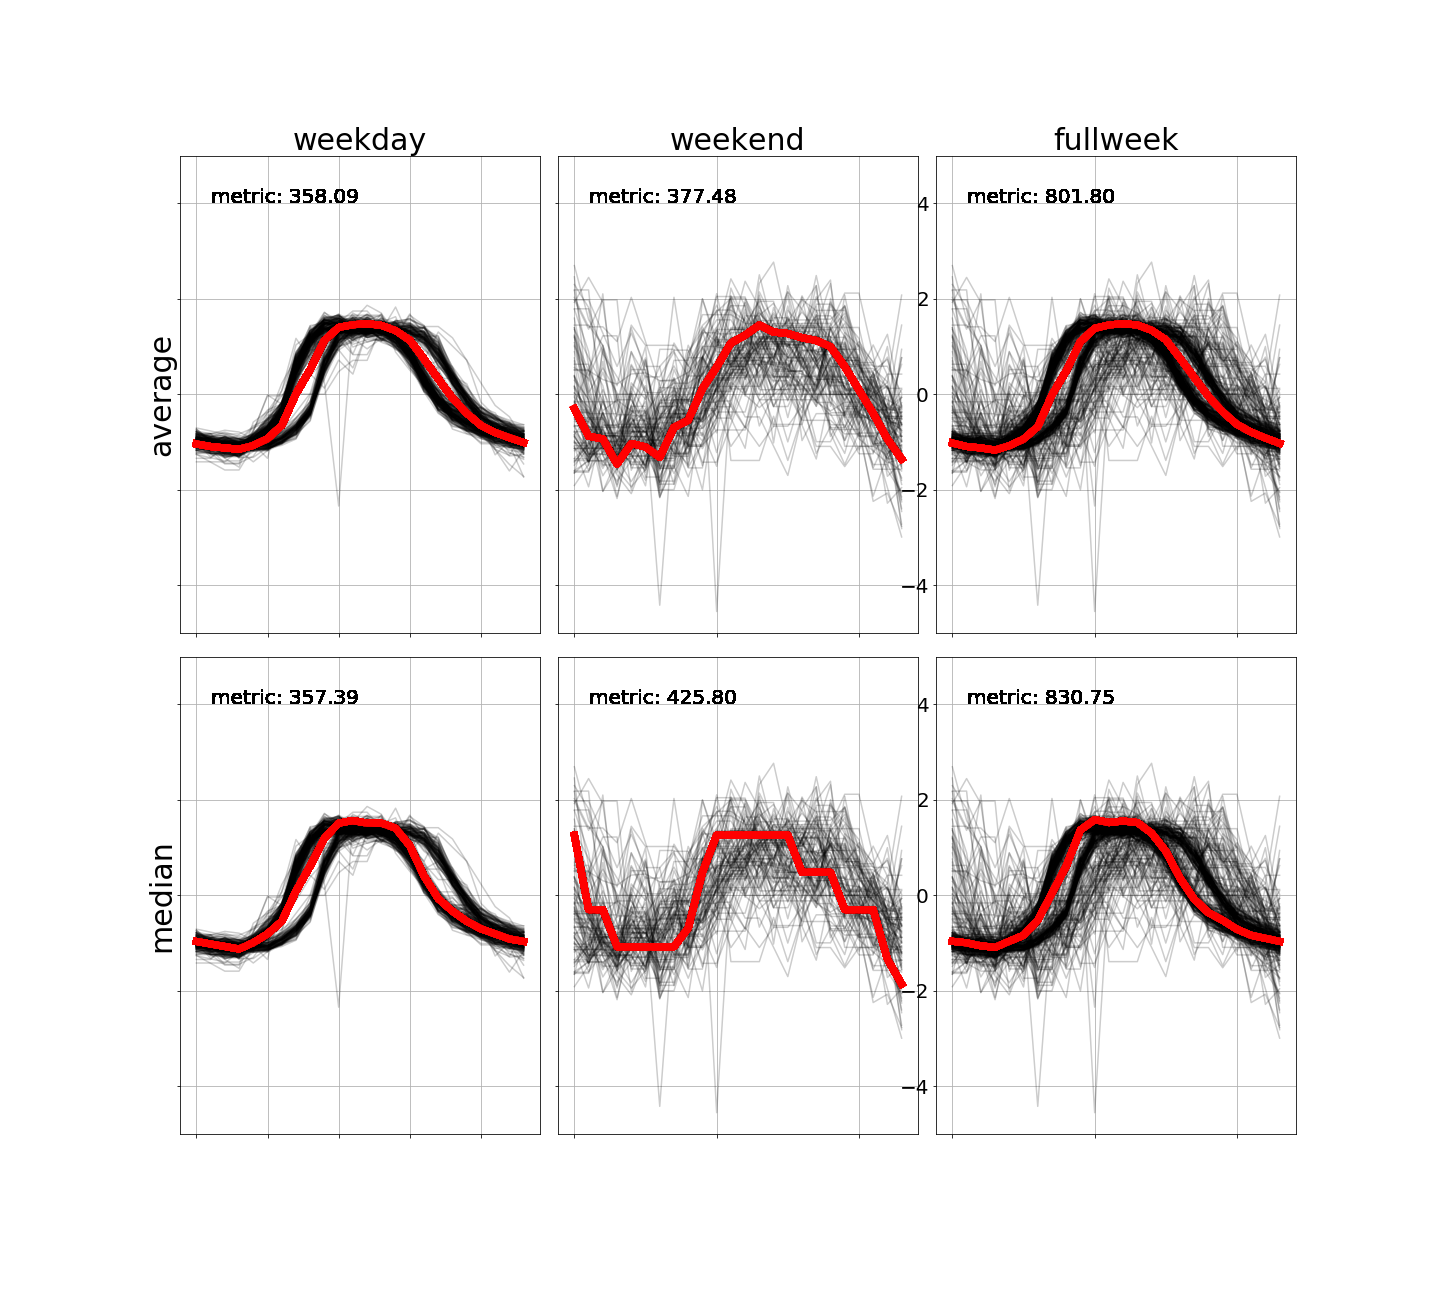 weekday weekend fullweek
metric: 358.09 metric: 377.48 metric: 801.80
4
2
0
−2
−4
average
metric: 357.39 metric: 425.80 metric: 830.75
4
2
0
−2
−4
median